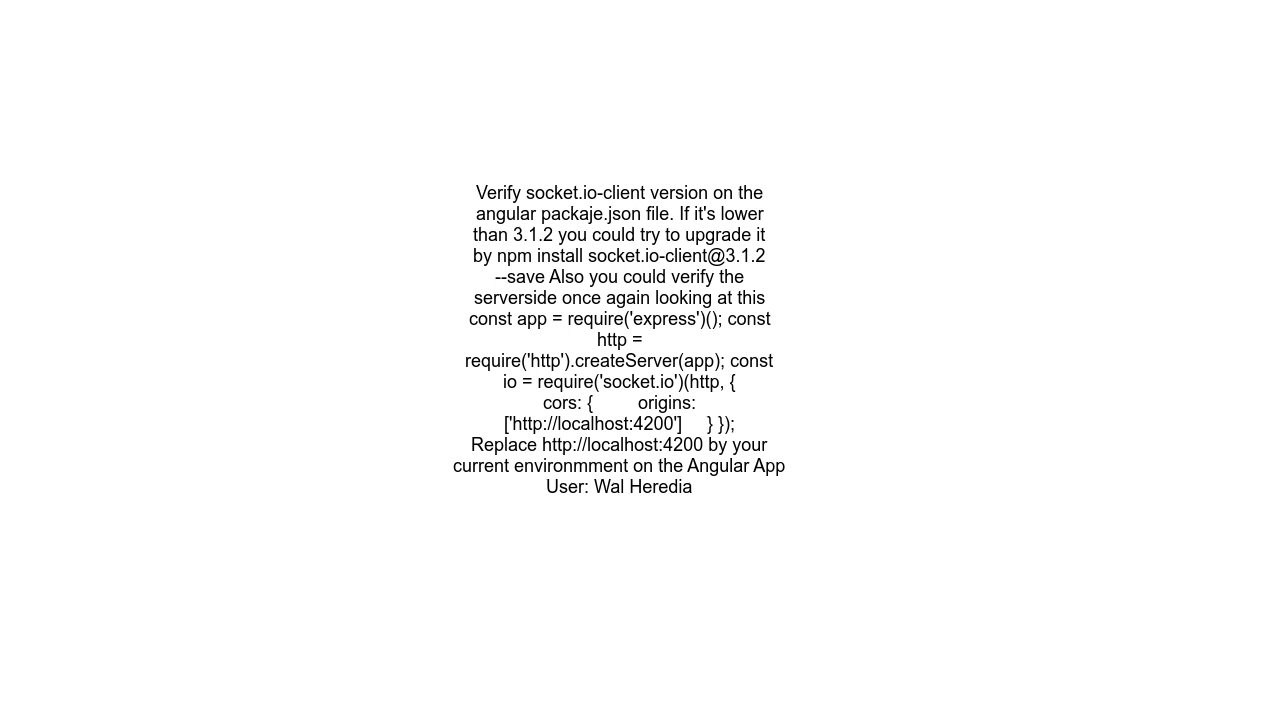 Verify socket.io-client version on the
angular packaje.json file. If it's lower
than 3.1.2 you could try to upgrade it
by npm install socket.io-client@3.1.2
--save Also you could verify the
serverside once again looking at this
const app = require('express')(); const
http =
require('http').createServer(app); const
io = require('socket.io')(http, {
cors: {         origins:
['http://localhost:4200']     } });
Replace http://localhost:4200 by your
current environmment on the Angular App
User: Wal Heredia